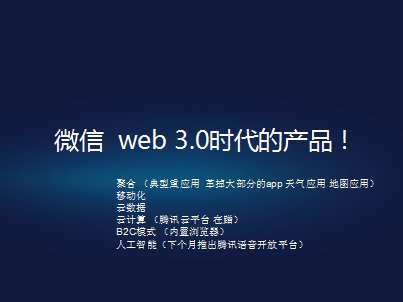 微信 web 3.0时代的产品！
聚合 （典型重应用 革掉大部分的app 天气应用 地图应用）
移动化
云数据
云计算 （腾讯云平台 在赌）
B2C模式 （内置浏览器）
人工智能（下个月推出腾讯语音开放平台）